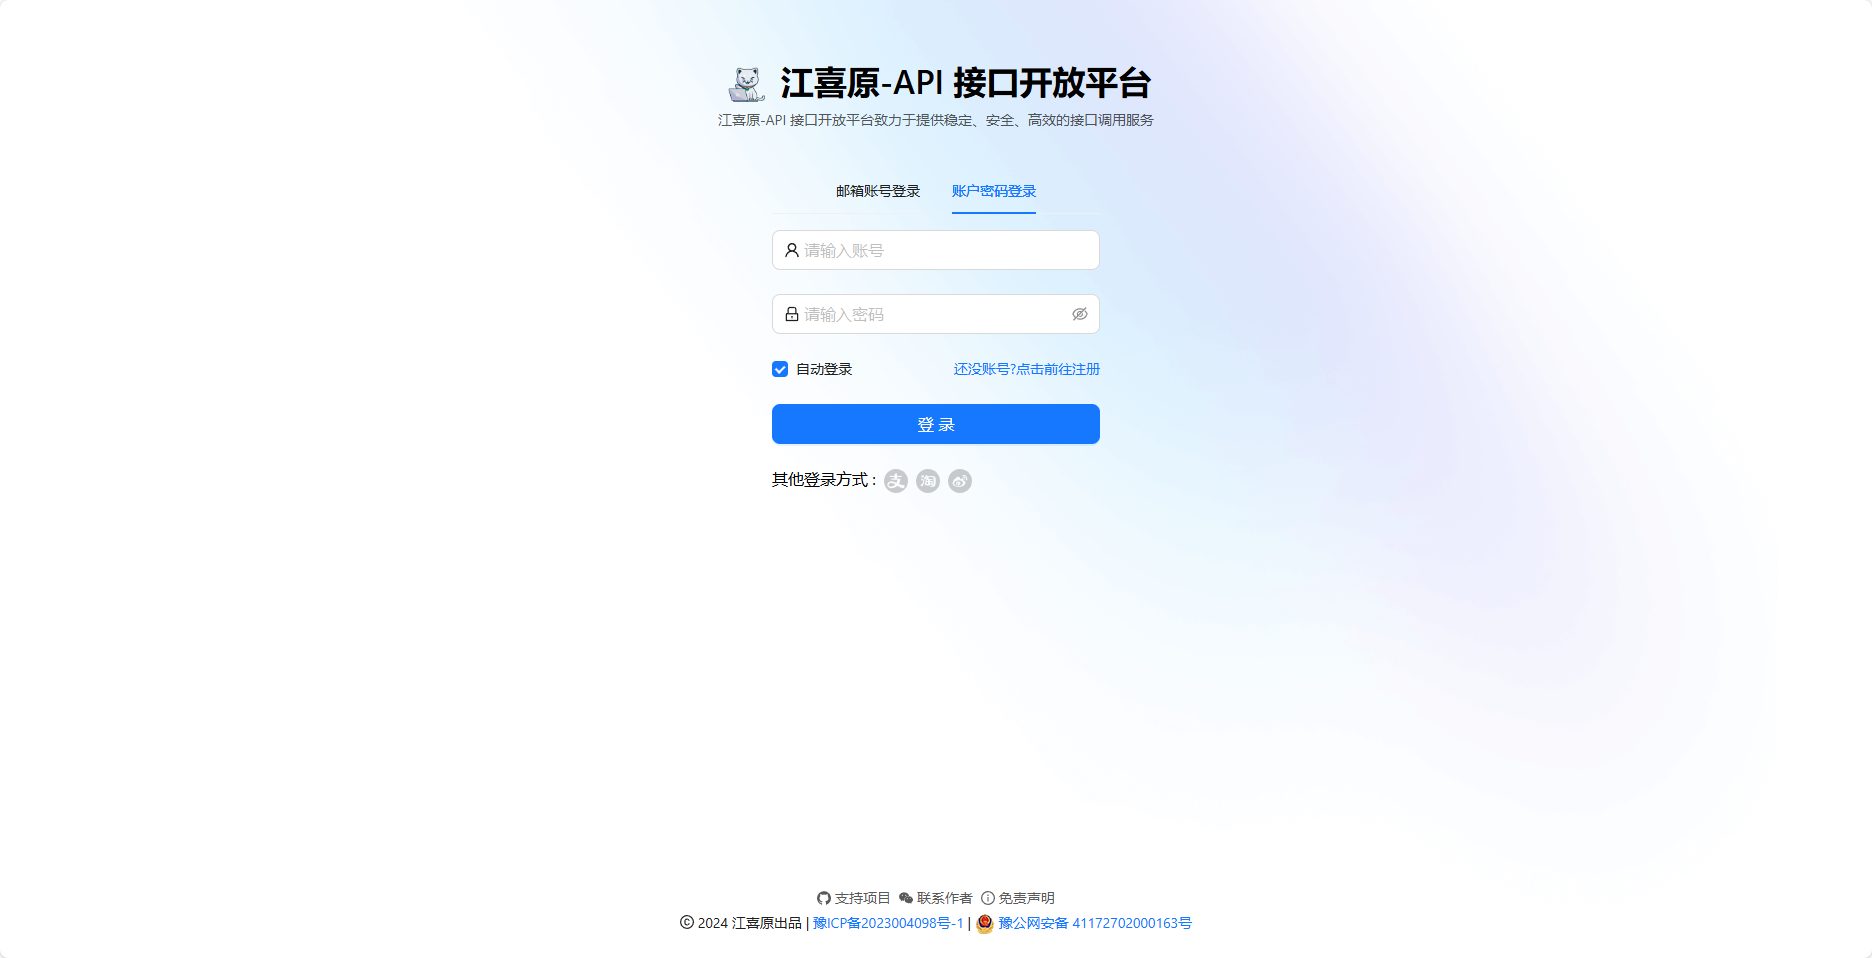 江喜原-API 接口开放平台
江喜原-API 接口开放平台致力于提供稳定、安全、高效的接口调用服务
邮箱账号登录 账户密码登录
请输入账号
请输入密码
自动登录 还没账号?点击前往注册
登 录
其他登录方式 : 支 淘
支持项目 联系作者 免责声明
© 2024 江喜原出品 | 豫ICP备2023004098号-1 | 豫公网安备 41172702000163号